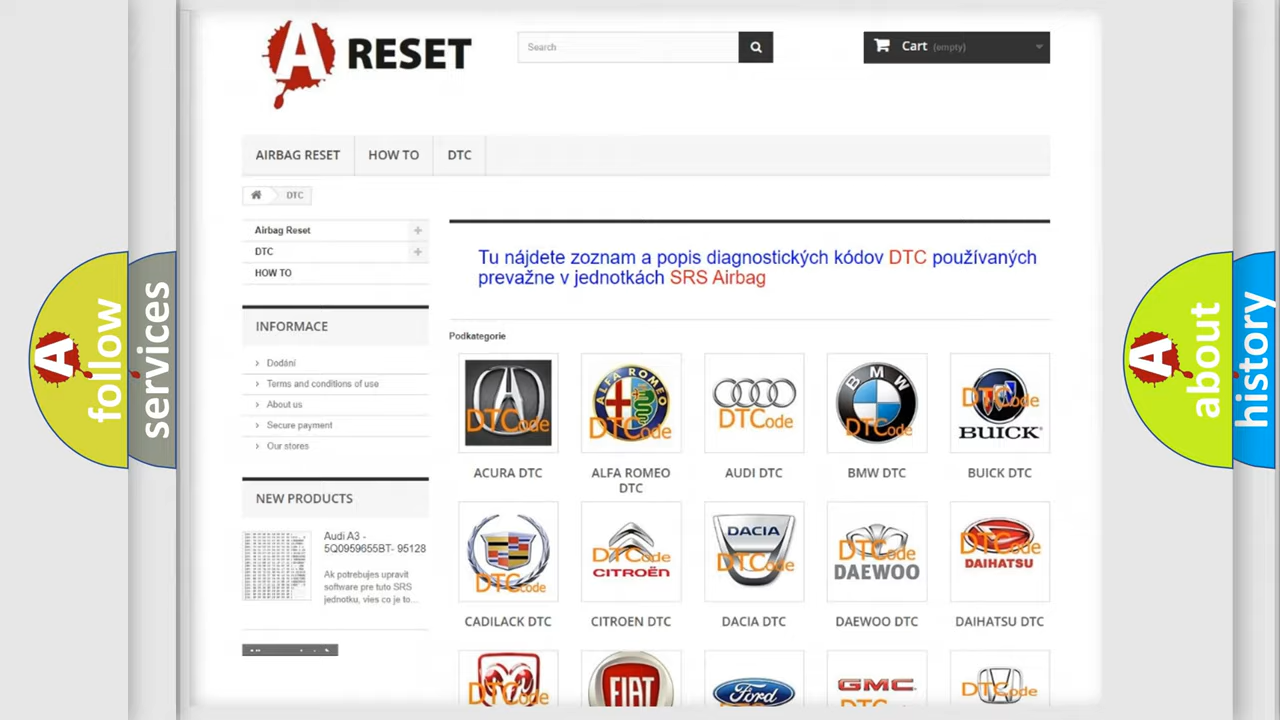 A RESET
Search
Cart (empty)
AIRBAG RESET
HOW TO
DTC
DTC
Airbag Reset
DTC
HOW TO
INFORMACE
Dodání
Terms and conditions of use
About us
Secure payment
Our stores
NEW PRODUCTS
Audi A3 -
5Q0959655BT- 95128
Ak potrebujes upravit
software pre tuto SRS
jednotku, vies co je to...
Tu nájdete zoznam a popis diagnostických kódov DTC používaných
prevažne v jednotkách SRS Airbag
Podkategorie
DTCode
ALFA ROMEO
DTCode
DTCode
BMW
DTCode
DTCode
BUICK
ACURA DTC
ALFA ROMEO
DTC
AUDI DTC
BMW DTC
BUICK DTC
DTCode
DTCode
CITROËN
DACIA
DTCode
DTCode
DAEWOO
DTCode
DAIHATSU
CADILACK DTC
CITROEN DTC
DACIA DTC
DAEWOO DTC
DAIHATSU DTC
DTCode
FIAT
Ford
GMC
DTCode
A follow
services
A about
history